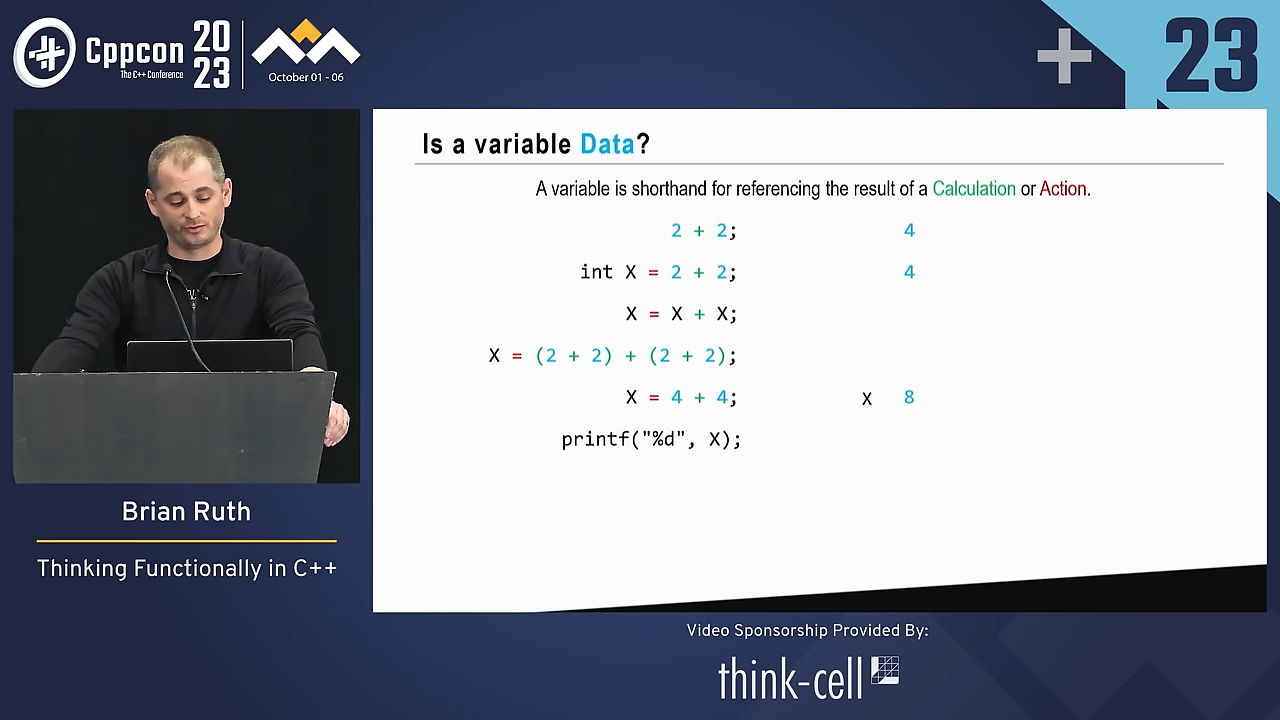 Cppcon
The C++ Conference
20
23
October 01 - 06
23
Is a variable Data?
A variable is shorthand for referencing the result of a Calculation or Action.
2 + 2; 4
int X = 2 + 2; 4
X = X + X;
X = (2 + 2) + (2 + 2);
X = 4 + 4; X 8
printf("%d", X);
Brian Ruth
Thinking Functionally in C++
Video Sponsorship Provided By:
think-cell